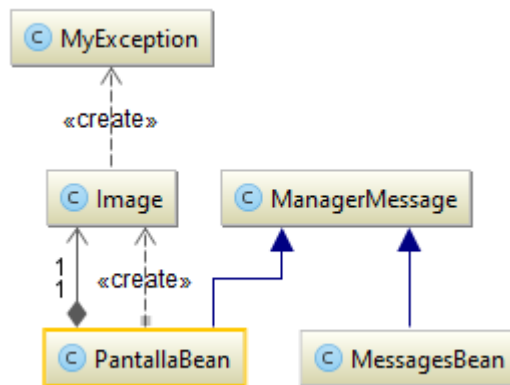 C MyException
«create»
C Image
C ManagerMessage
1
1
«create»
C PantallaBean
C MessagesBean